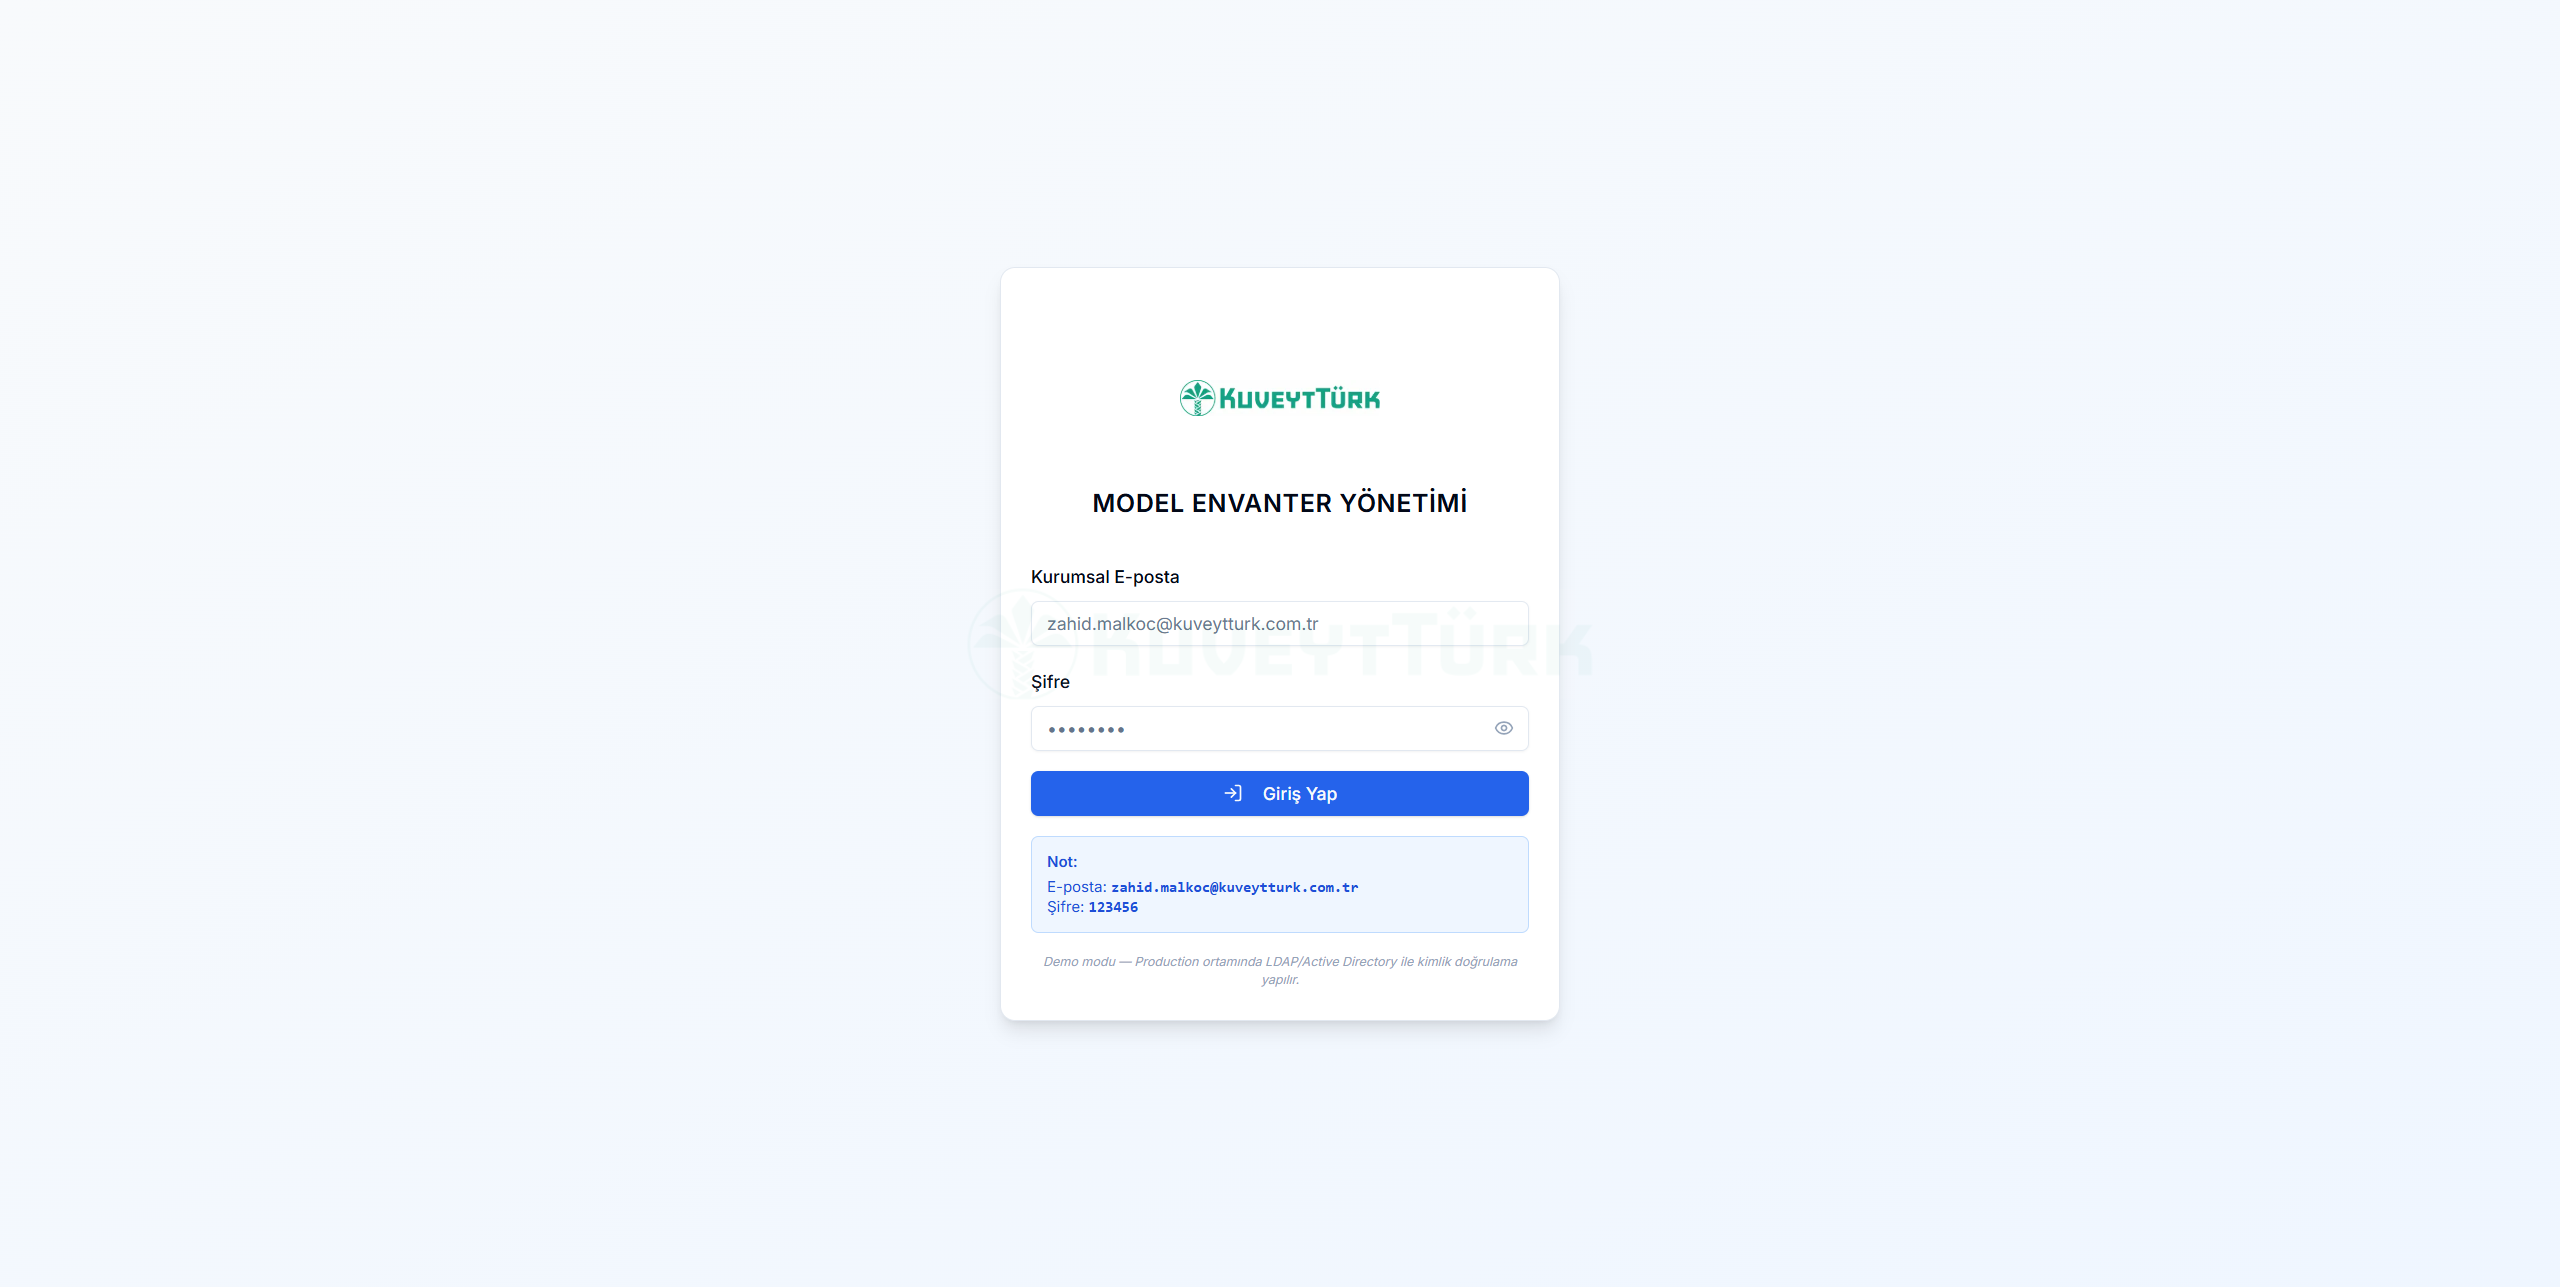 KUVEYTTÜRK
MODEL ENVANTER YÖNETİMİ
Kurumsal E-posta
zahid.malkoc@kuveytturk.com.tr
KUVEYTTÜRK
Şifre
••••••••
Giriş Yap
Not:
E-posta: zahid.malkoc@kuveytturk.com.tr
Şifre: 123456
Demo modu — Production ortamında LDAP/Active Directory ile kimlik doğrulama
yapılır.